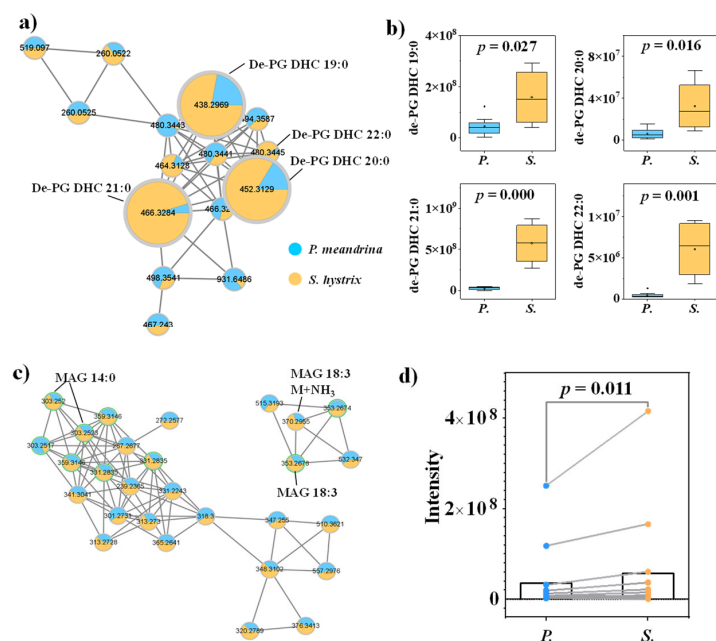 a)
519.097
260.0522
260.0525
De-PG DHC 19:0
438.2969
480.3443
494.3587
De-PG DHC 22:0
480.3441
480.3445
464.3128
De-PG DHC 20:0
452.3129
De-PG DHC 21:0
466.3284
498.3541
931.6486
467.243
P. meandrina
S. hystrix
b)
de-PG DHC 19:0
4×10⁸
2×10⁸
0
p = 0.027
P. S.
de-PG DHC 20:0
8×10⁷
4×10⁷
0
p = 0.016
P. S.
de-PG DHC 21:0
1×10⁹
5×10⁸
0
p = 0.000
P. S.
de-PG DHC 22:0
1×10⁷
5×10⁶
0
p = 0.001
P. S.
c)
MAG 14:0
303.252
359.3146
303.2523
272.2577
303.2517
267.2677
359.3146
331.2835
331.2835
239.2365
331.2243
341.3041
301.2731
313.273
318.3
313.2728
365.2641
MAG 18:3
M+NH₃
515.3193
353.2674
370.2955
353.2678
532.347
MAG 18:3
347.255
510.3621
348.3102
557.2976
320.2789
376.3413
d)
p = 0.011
4×10⁸
2×10⁸
0
Intensity
P. S.